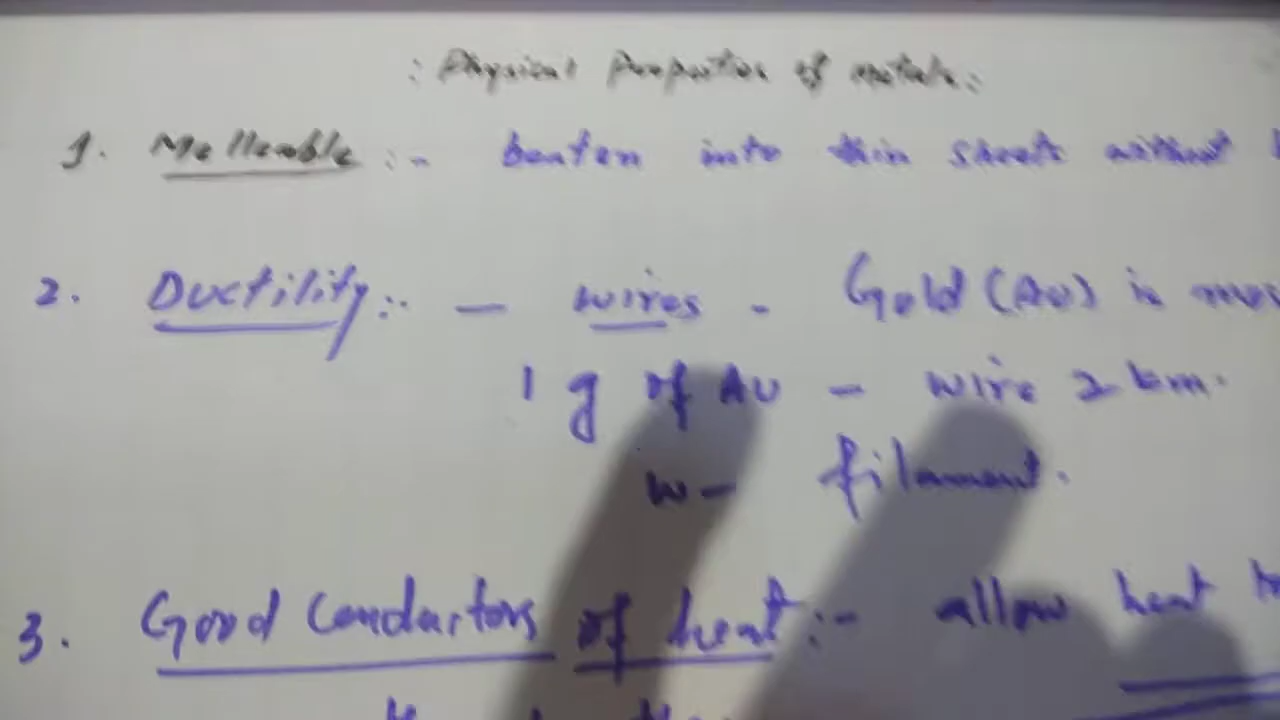 : Physical Properties of metals:
1. Malleable :- beaten into thin sheets without
2. Ductility :- — wires - Gold (Au) is
1 g of Au — wire 2 km.
W — filament.
3. Good Conductors of heat :- allow heat